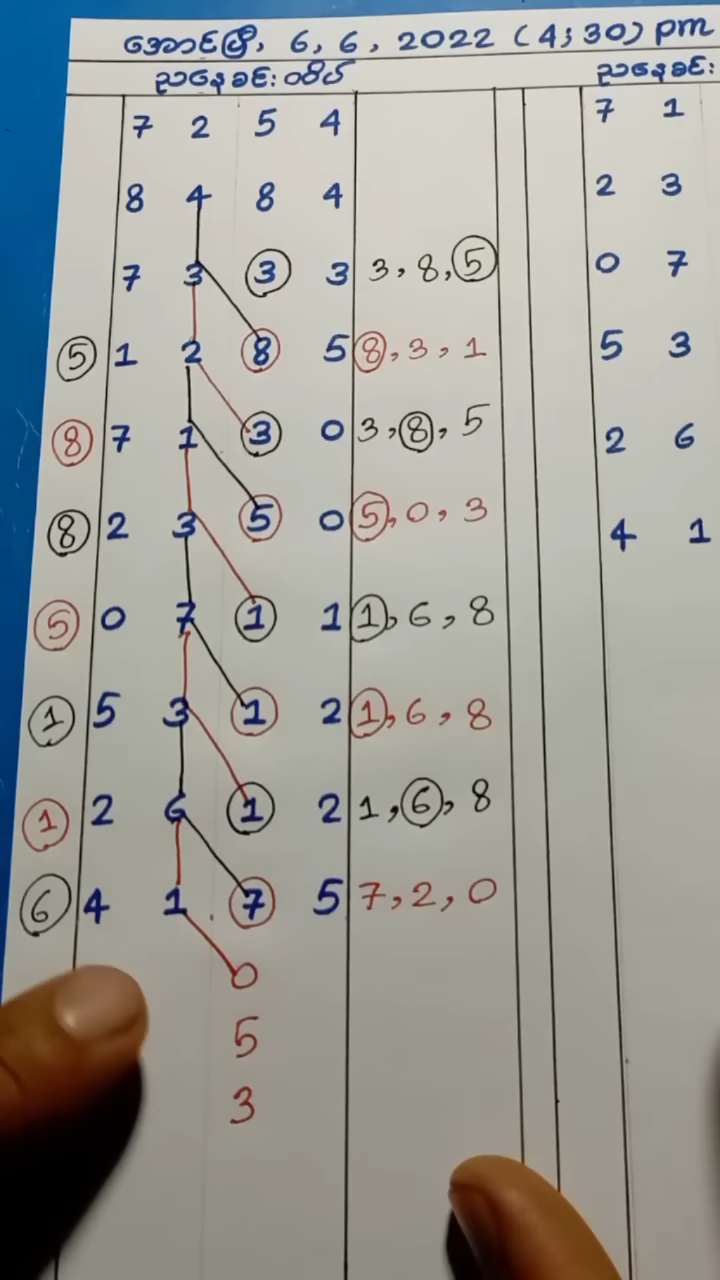 အောင်ပြီ, 6, 6, 2022 (4;30) pm
ညနေခင်း ထိပ် ညနေခင်း
7 2 5 4 7 1
8 4 8 4 2 3
7 3 3 3 3, 8, 5 0 7
5 1 2 8 5 8, 3, 1 5 3
8 7 1 3 0 3, 8, 5 2 6
8 2 3 5 0 5, 0, 3 4 1
5 0 7 1 1 1, 6, 8
1 5 3 1 2 1, 6, 8
1 2 6 1 2 1, 6, 8
6 4 1 7 5 7, 2, 0
0
5
3